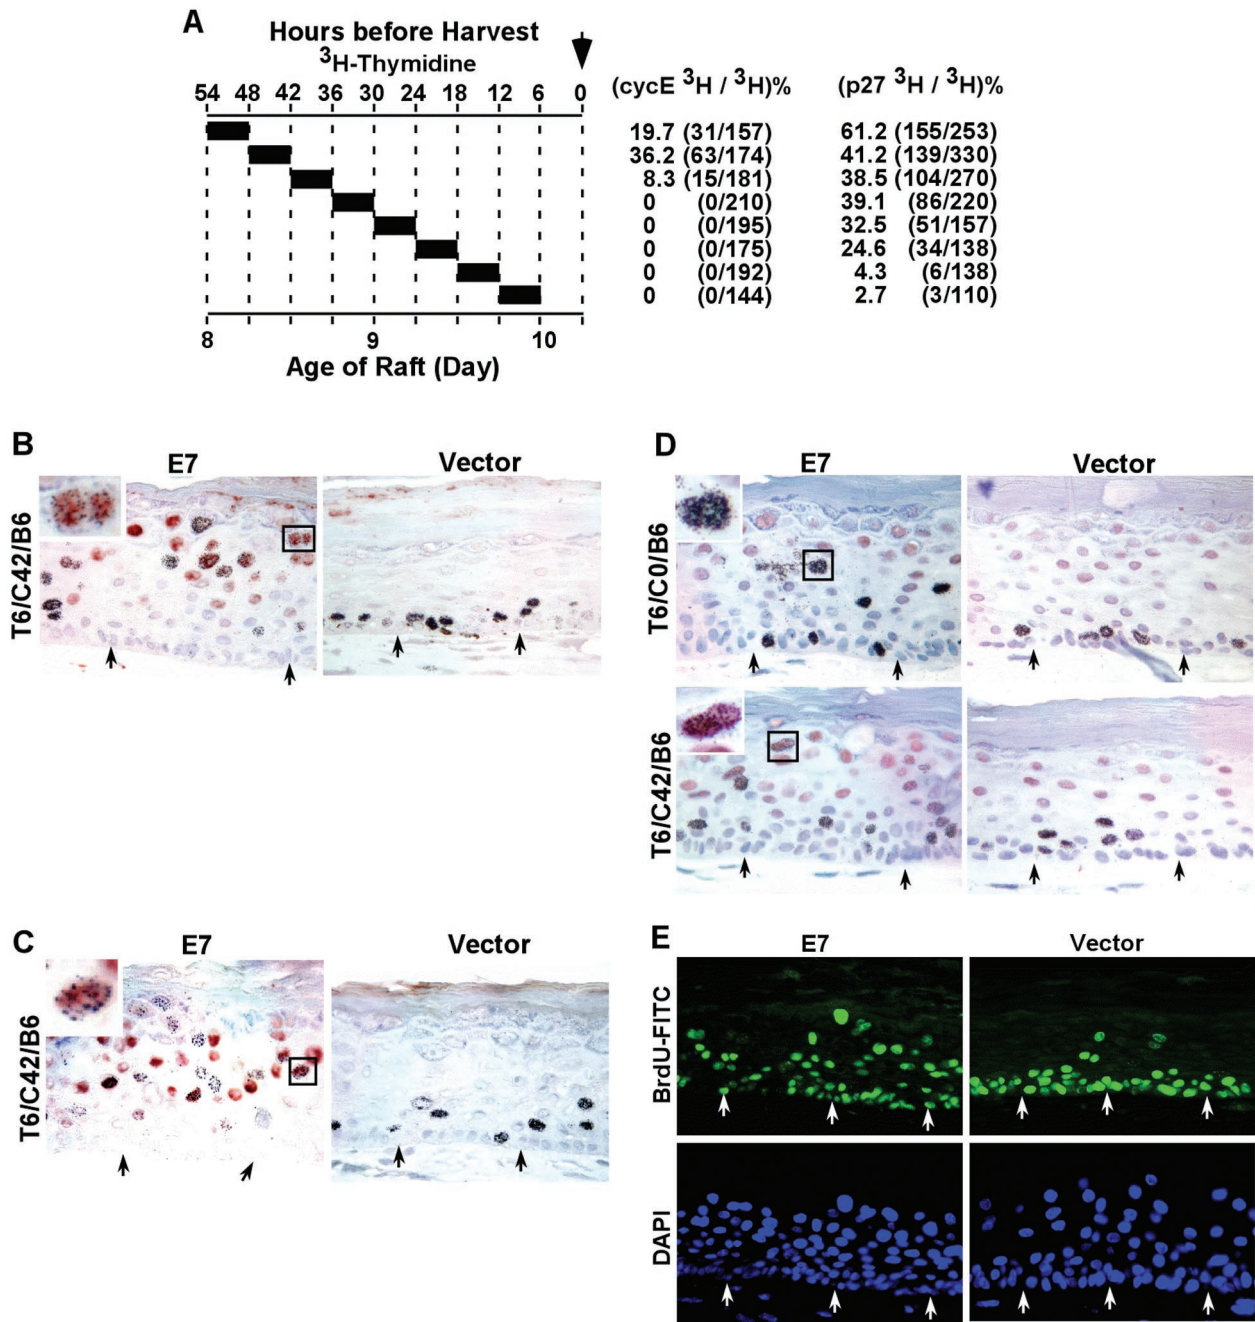 A
Hours before Harvest
³H-Thymidine
54 48 42 36 30 24 18 12 6 0
(cycE ³H / ³H)% (p27 ³H / ³H)%
19.7 (31/157) 61.2 (155/253)
36.2 (63/174) 41.2 (139/330)
8.3 (15/181) 38.5 (104/270)
0 (0/210) 39.1 (86/220)
0 (0/195) 32.5 (51/157)
0 (0/175) 24.6 (34/138)
0 (0/192) 4.3 (6/138)
0 (0/144) 2.7 (3/110)
8 9 10
Age of Raft (Day)
B
E7 Vector
T6/C42/B6
C
E7 Vector
T6/C42/B6
D
E7 Vector
T6/C0/B6
T6/C42/B6
E
E7 Vector
BrdU-FITC
DAPI